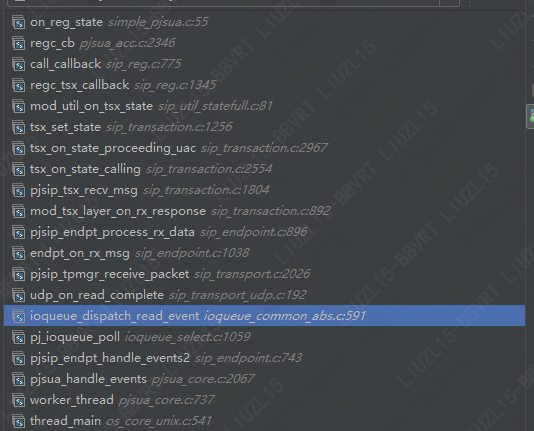 on_reg_state simple_pjsua.c:55
regc_cb pjsua_acc.c:2346
call_callback sip_reg.c:775
regc_tsx_callback sip_reg.c:1345
mod_util_on_tsx_state sip_util_statefull.c:81
tsx_set_state sip_transaction.c:1256
tsx_on_state_proceeding_uac sip_transaction.c:2967
tsx_on_state_calling sip_transaction.c:2554
pjsip_tsx_recv_msg sip_transaction.c:1804
mod_tsx_layer_on_rx_response sip_transaction.c:892
pjsip_endpt_process_rx_data sip_endpoint.c:896
endpt_on_rx_msg sip_endpoint.c:1038
pjsip_tpmgr_receive_packet sip_transport.c:2026
udp_on_read_complete sip_transport_udp.c:192
ioqueue_dispatch_read_event ioqueue_common_abs.c:591
pj_ioqueue_poll ioqueue_select.c:1059
pjsip_endpt_handle_events2 sip_endpoint.c:743
pjsua_handle_events pjsua_core.c:2067
worker_thread pjsua_core.c:737
thread_main os_core_unix.c:541
LIUZL15-BBVRT